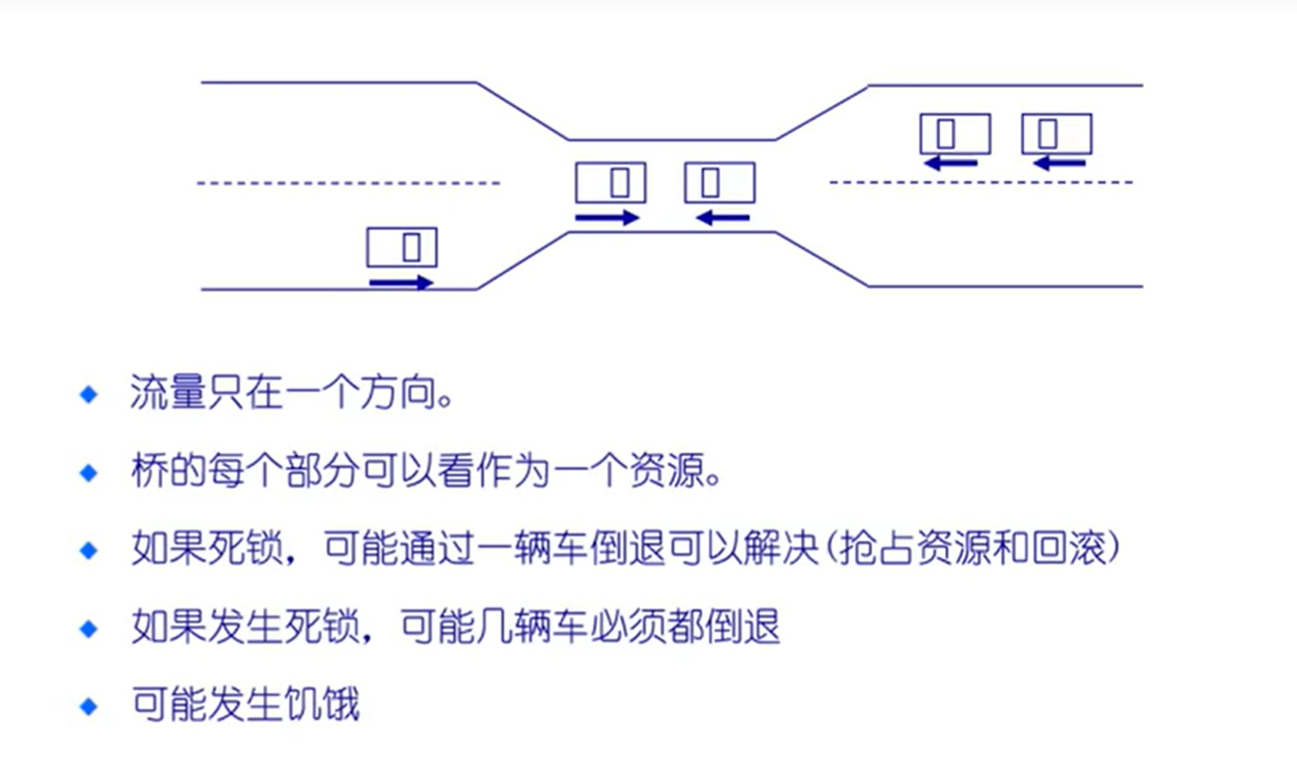 流量只在一个方向。
桥的每个部分可以看作为一个资源。
如果死锁，可能通过一辆车倒退可以解决(抢占资源和回滚)
如果发生死锁，可能几辆车必须都倒退
可能发生饥饿